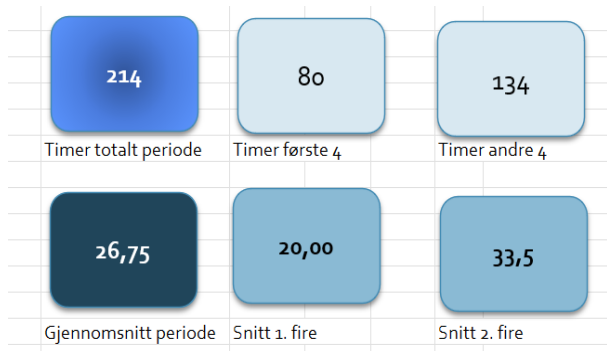 214
80
134
Timer totalt periode
Timer første 4
Timer andre 4
26,75
20,00
33,5
Gjennomsnitt periode
Snitt 1. fire
Snitt 2. fire